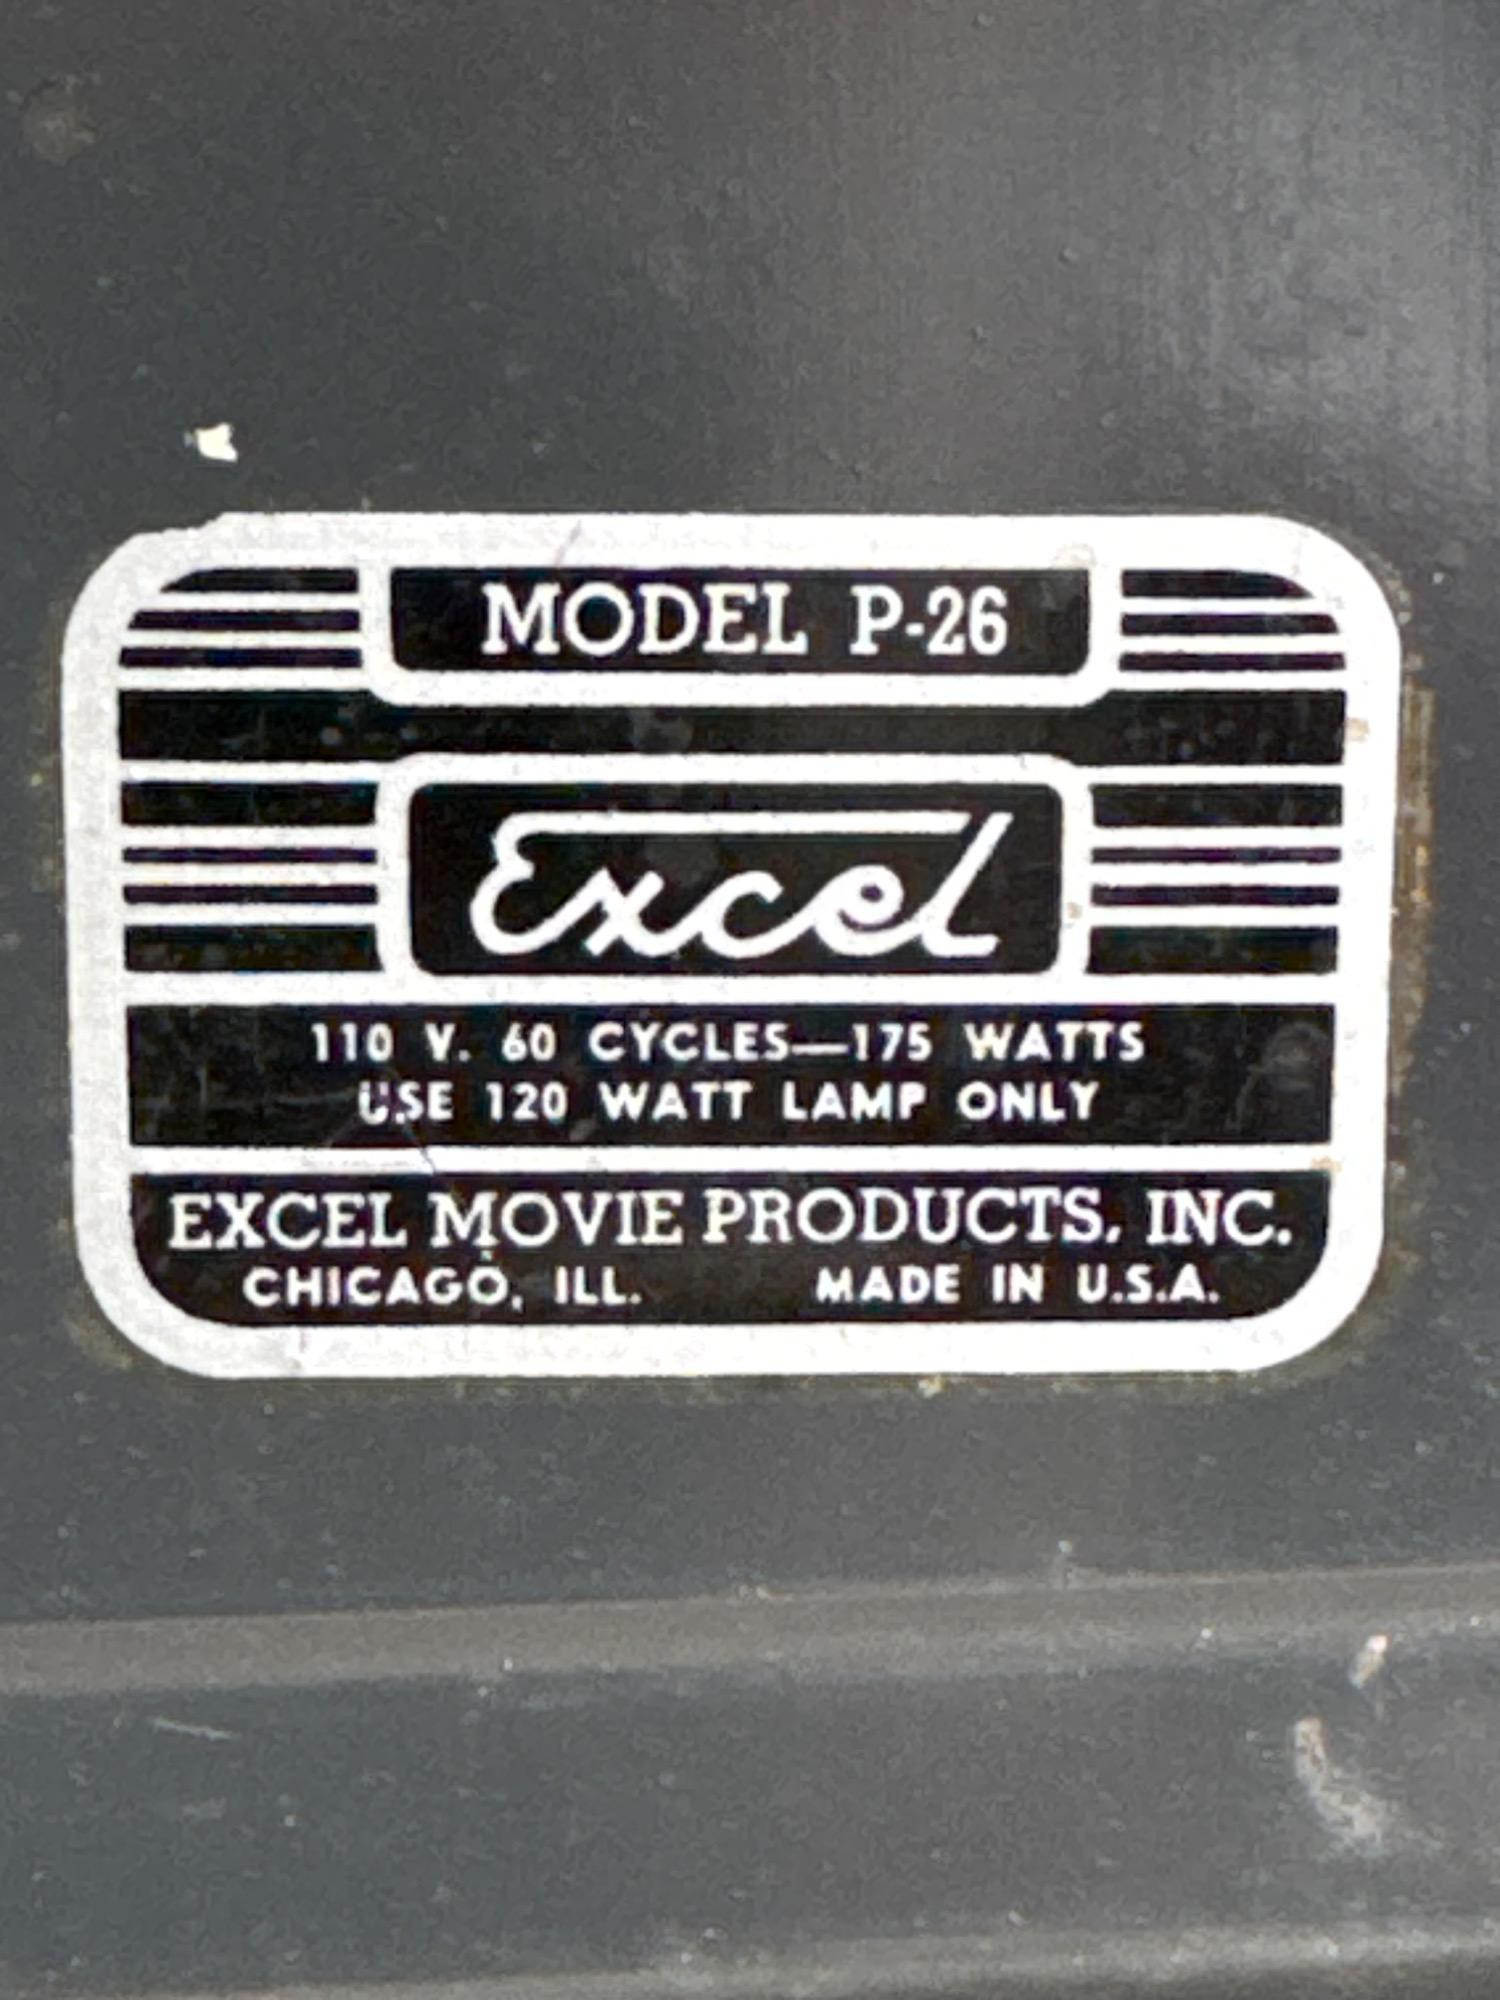 MODEL P-26
Excel
110 V. 60 CYCLES—175 WATTS
USE 120 WATT LAMP ONLY
EXCEL MOVIE PRODUCTS, INC.
CHICAGO, ILL. MADE IN U.S.A.